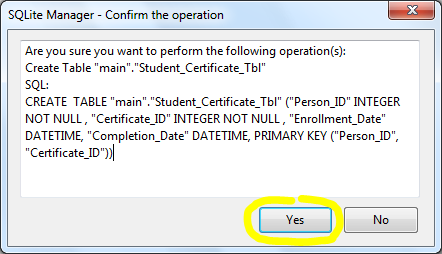 SQLite Manager - Confirm the operation
Are you sure you want to perform the following operation(s):
Create Table "main"."Student_Certificate_Tbl"
SQL:
CREATE  TABLE "main"."Student_Certificate_Tbl" ("Person_ID" INTEGER
NOT NULL , "Certificate_ID" INTEGER NOT NULL , "Enrollment_Date"
DATETIME, "Completion_Date" DATETIME, PRIMARY KEY ("Person_ID",
"Certificate_ID"))
Yes
No